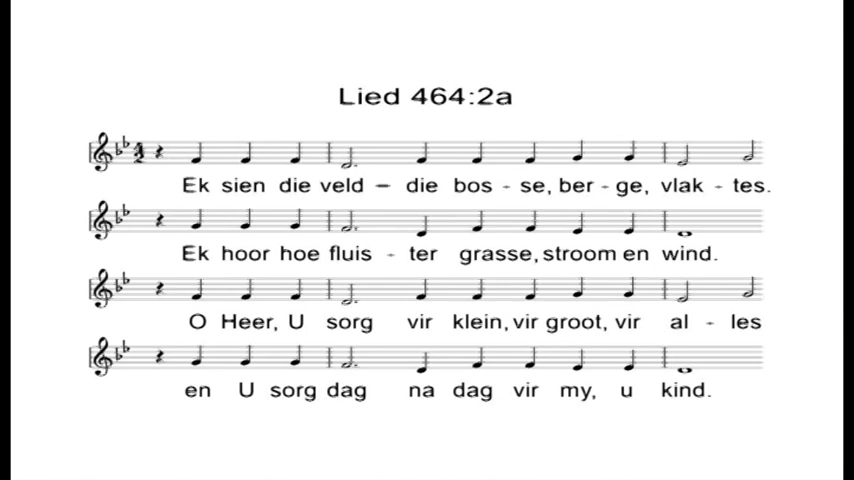 Lied 464:2a
Ek sien die veld - die bos - se, ber - ge, vlak - tes.
Ek hoor hoe fluis - ter grasse, stroom en wind.
O Heer, U sorg vir klein, vir groot, vir al - les
en U sorg dag na dag vir my, u kind.